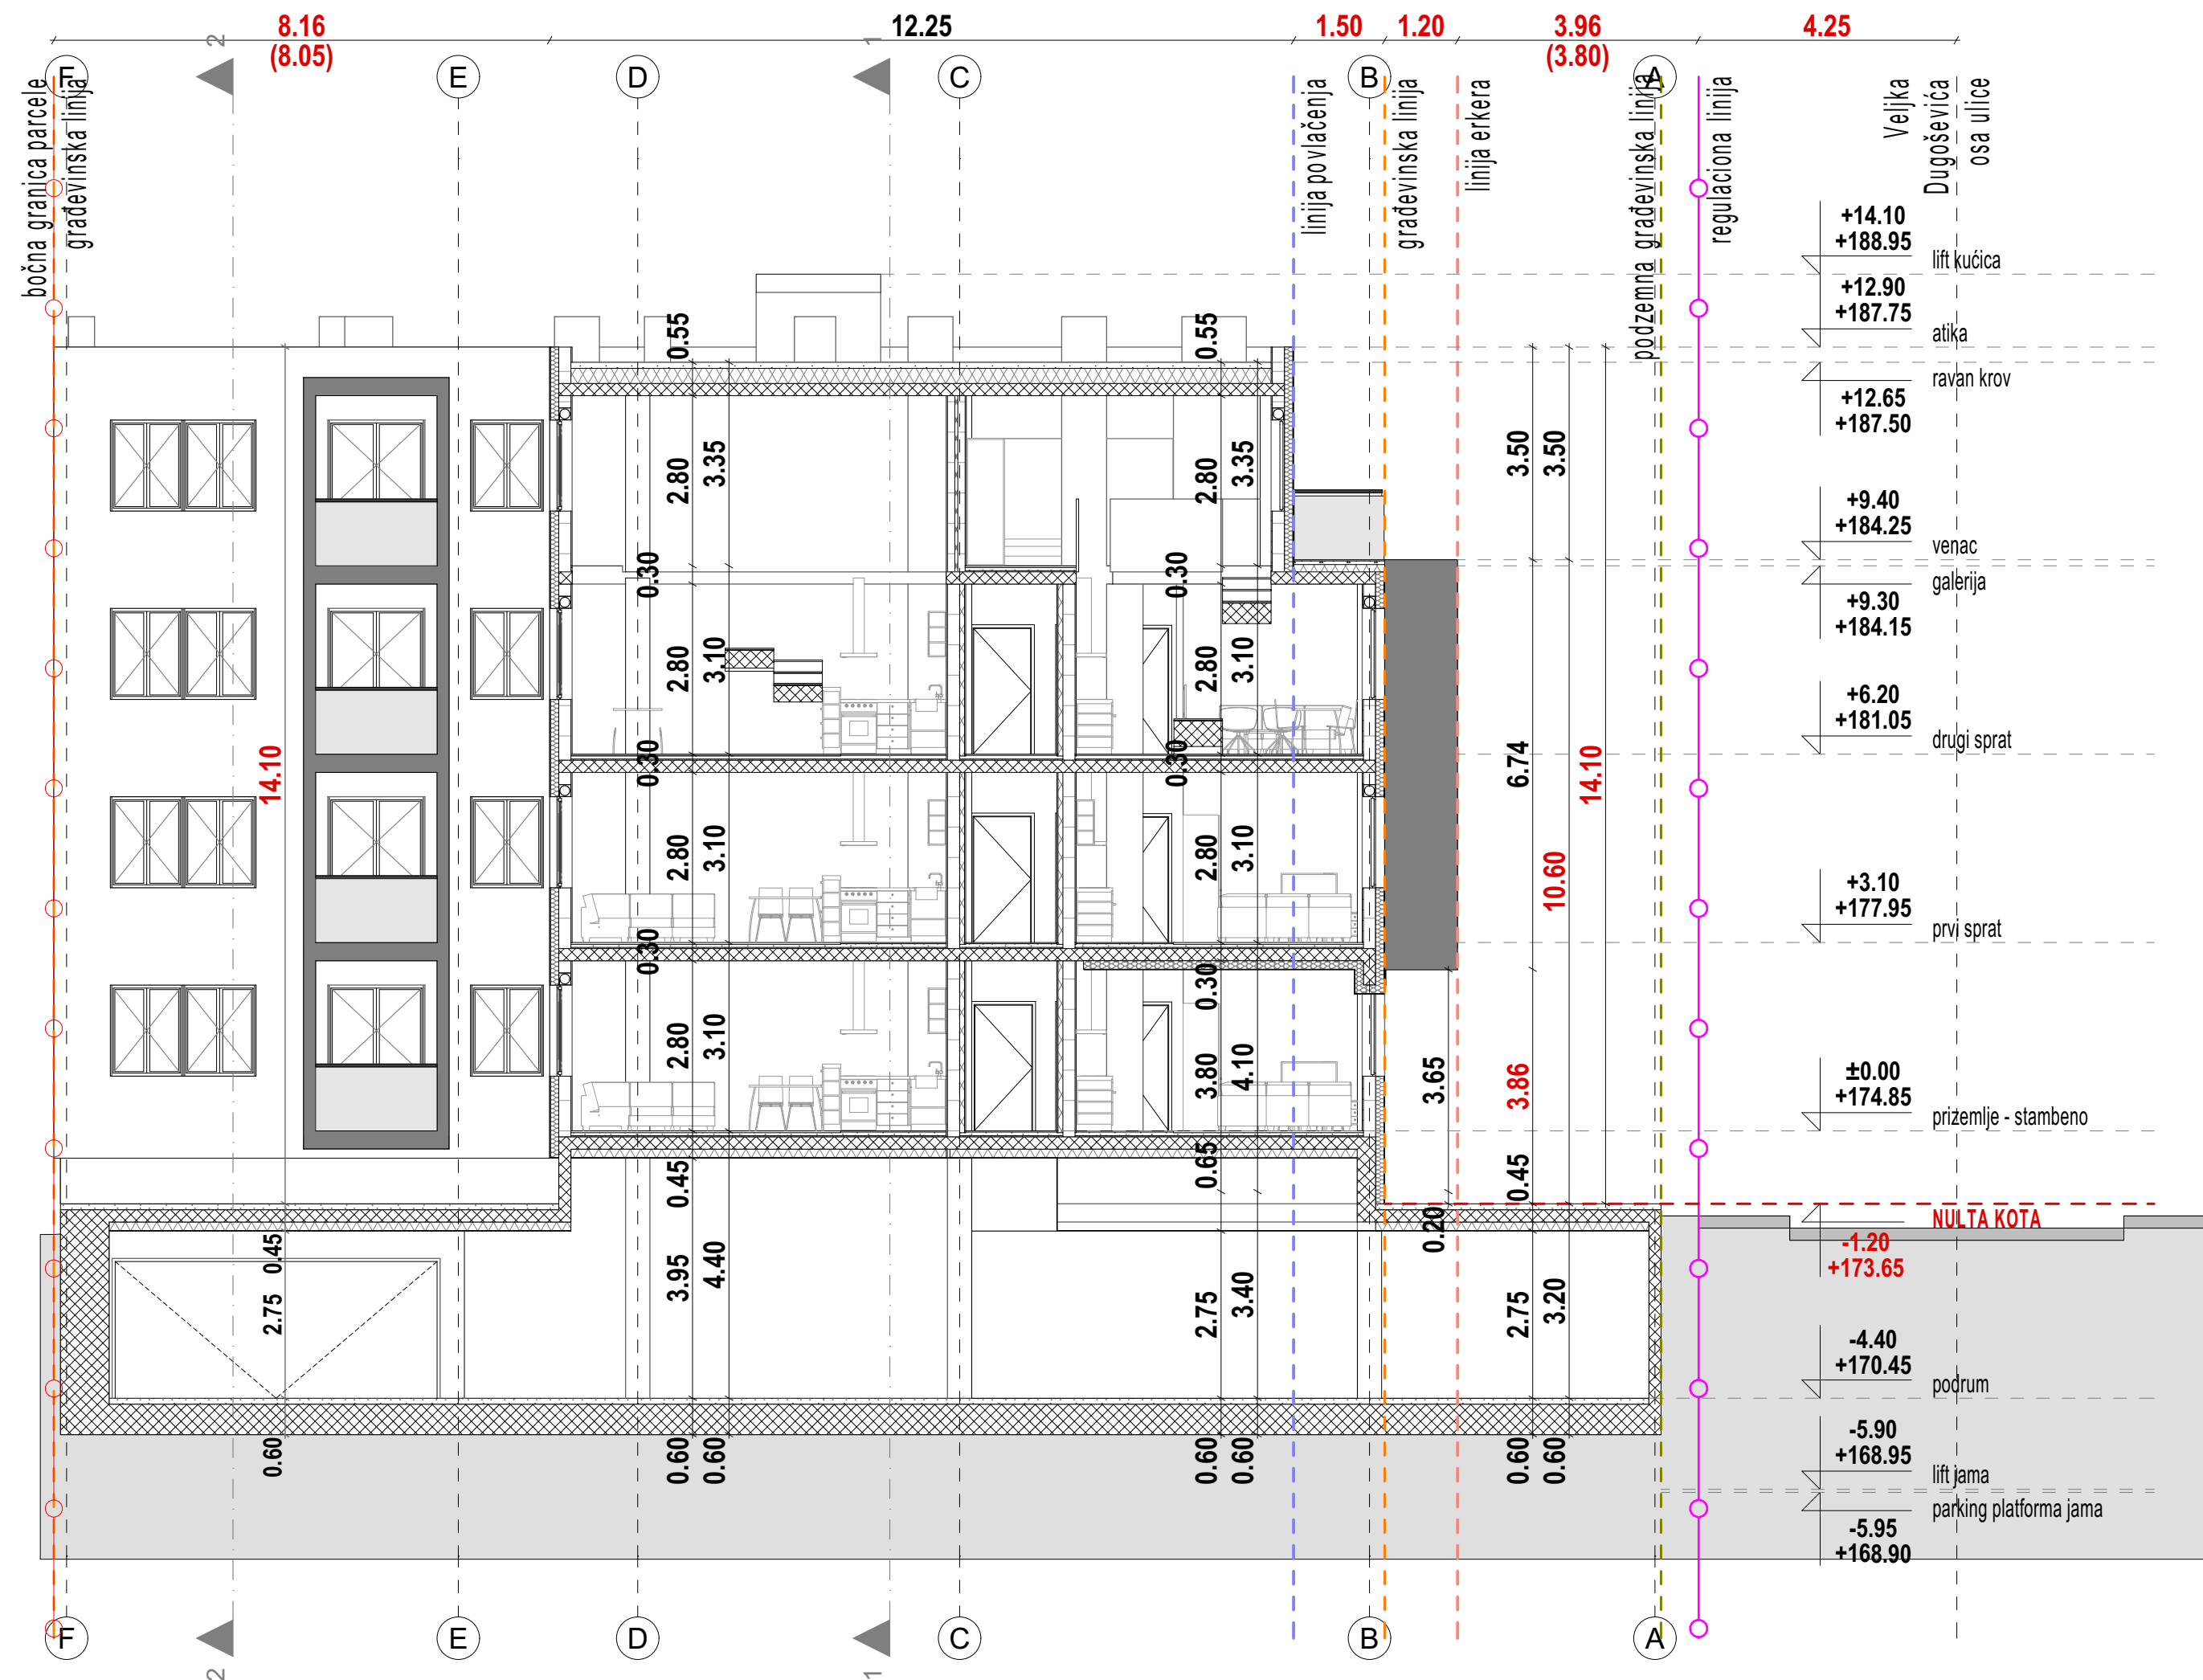 8.16
(8.05)
12.25
1.50
1.20
3.96
(3.80)
4.25
2
1
F
E
D
C
B
A
bočna granica parcele
građevinska linija
linija povlačenja
građevinska linija
linija erkera
podzemna građevinska linija
regulaciona linija
Veljka
Dugoševića
osa ulice
+14.10
+188.95
lift kućica
+12.90
+187.75
atika
ravan krov
+12.65
+187.50
+9.40
+184.25
venac
galerija
+9.30
+184.15
+6.20
+181.05
drugi sprat
+3.10
+177.95
prvi sprat
±0.00
+174.85
prizemlje - stambeno
NULTA KOTA
-1.20
+173.65
-4.40
+170.45
podrum
-5.90
+168.95
lift jama
parking platforma jama
-5.95
+168.90
14.10
0.45
2.75
0.60
0.55
2.80
3.35
0.30
2.80
3.10
0.30
2.80
3.10
0.30
2.80
3.10
0.45
3.95
4.40
0.60
0.60
0.55
2.80
3.35
0.30
2.80
3.10
0.30
2.80
3.10
0.30
3.80
4.10
0.65
2.75
3.40
0.60
0.60
3.65
0.20
3.50
3.50
6.74
14.10
10.60
3.86
0.45
2.75
3.20
0.60
0.60
F
E
D
C
B
A
2
1